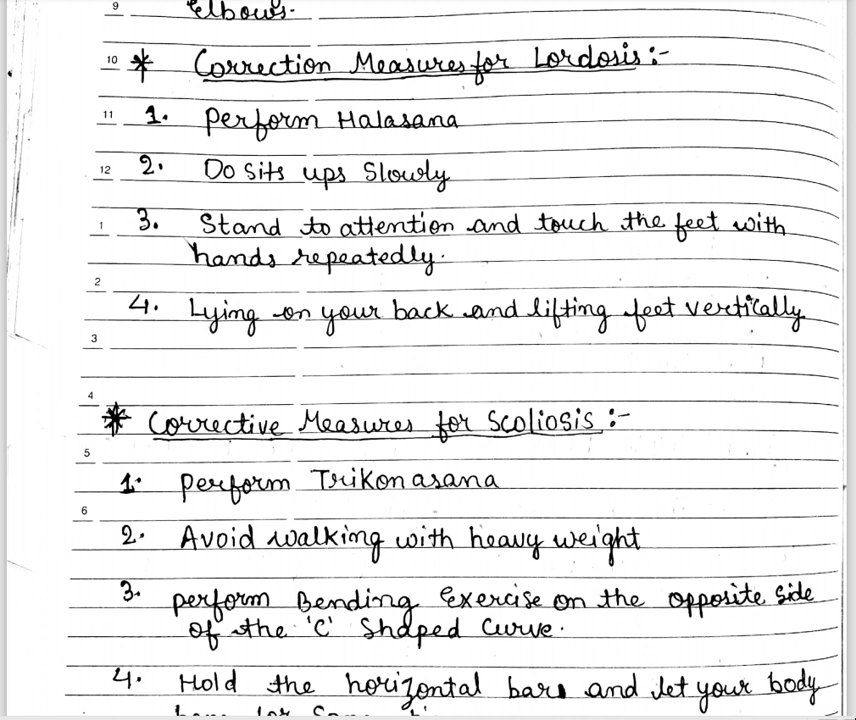 9 elbows.
10 * Correction Measures for Lordosis :-
11 1. Perform Halasana
12 2. Do Sits ups Slowly
1 3. Stand to attention and touch the feet with
hands repeatedly.
2
4. Lying on your back and lifting feet vertically
3
4
* Corrective Measures for Scoliosis :-
5
1. perform Trikonasana
6
2. Avoid walking with heavy weight
3. perform Bending Exercise on the opposite side
of the 'C' Shaped Curve.
4. Hold the horizontal bars and let your body